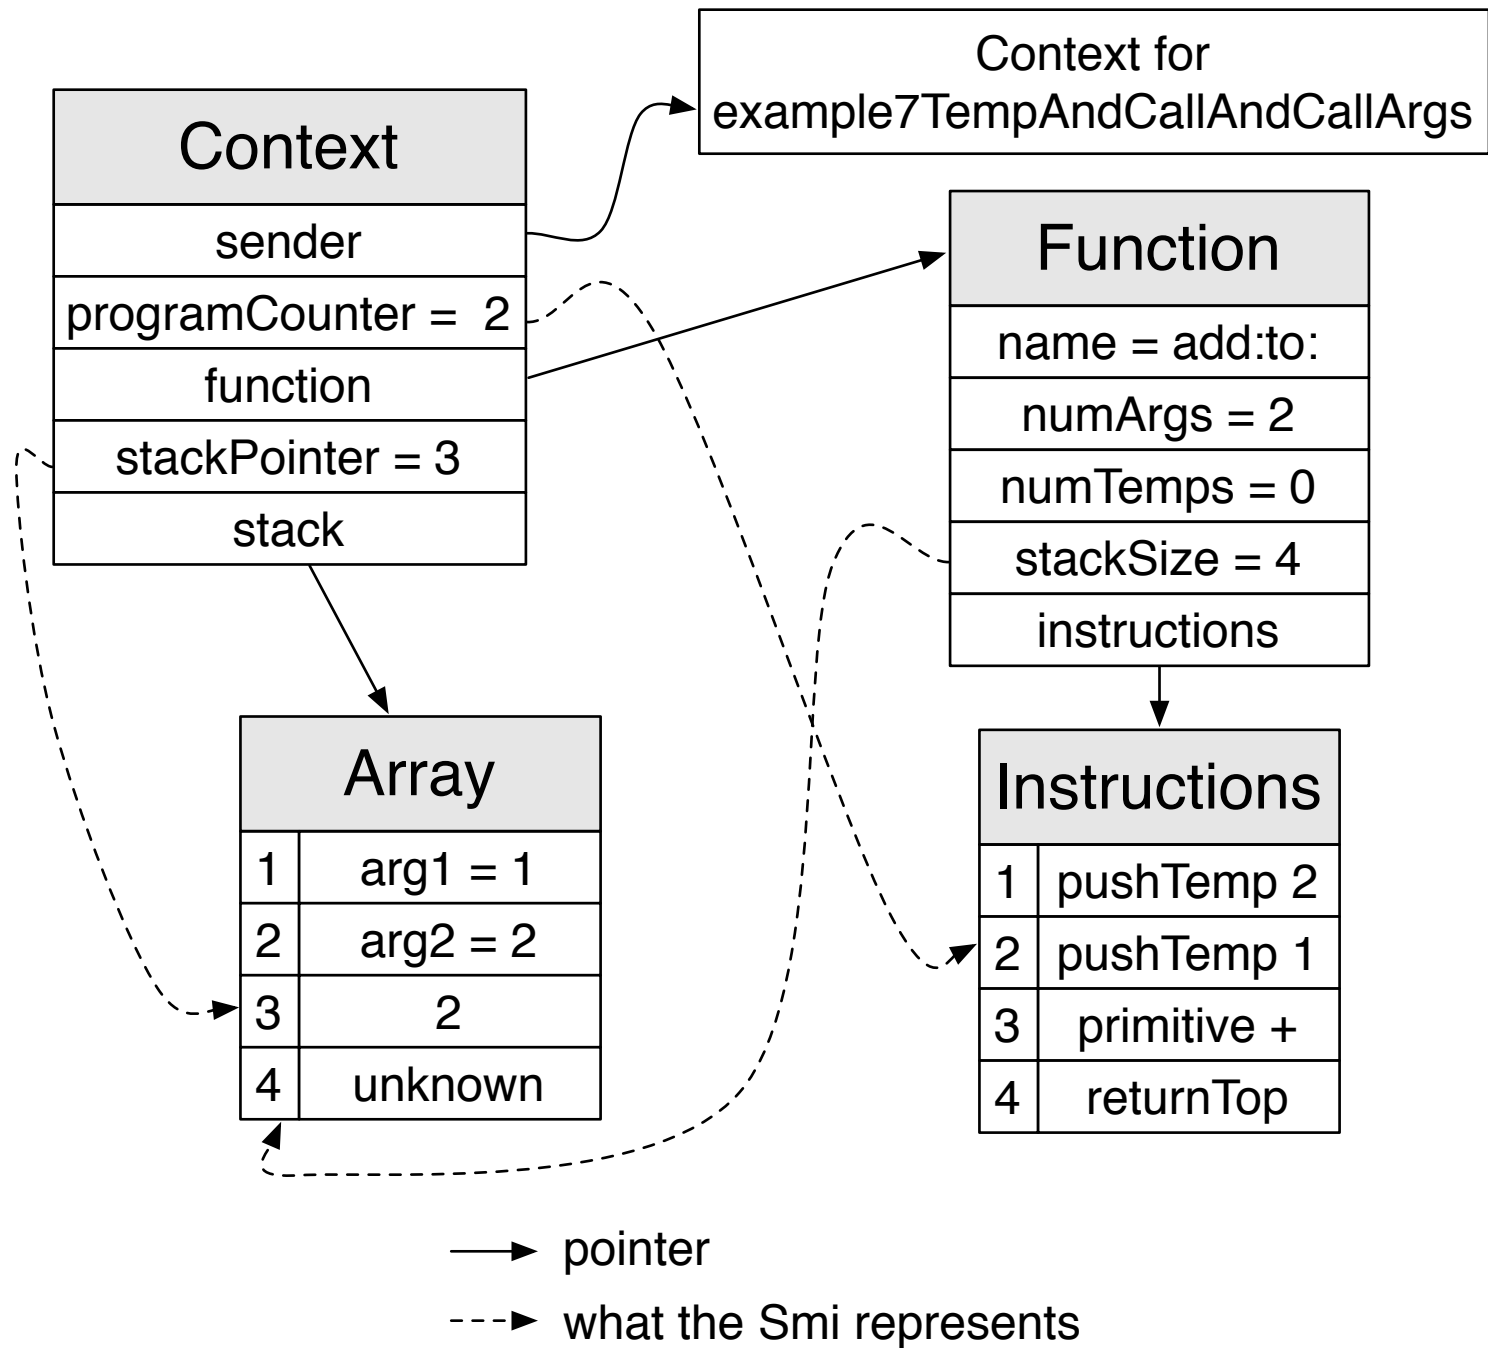 Context for
example7TempAndCallAndCallArgs
Context
sender
programCounter = 2
function
stackPointer = 3
stack
Function
name = add:to:
numArgs = 2
numTemps = 0
stackSize = 4
instructions
Array
1 arg1 = 1
2 arg2 = 2
3 2
4 unknown
Instructions
1 pushTemp 2
2 pushTemp 1
3 primitive +
4 returnTop
pointer
what the Smi represents